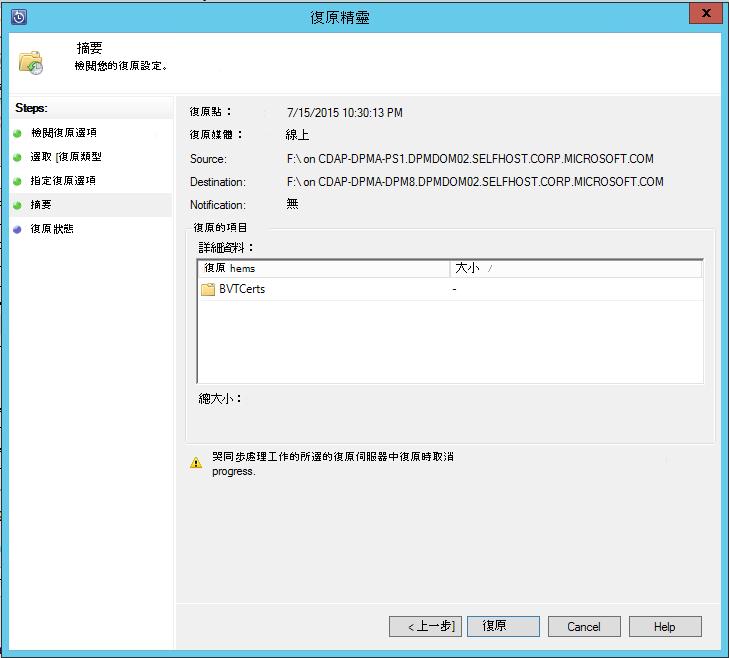 復原精靈
X
摘要
檢閱您的復原設定。
Steps:
檢閱復原選項
選取 [復原類型
指定復原選項
摘要
復原狀態
復原點：
7/15/2015 10:30:13 PM
復原媒體：
線上
Source:
F:\ on CDAP-DPMA-PS1.DPMDOM02.SELFHOST.CORP.MICROSOFT.COM
Destination:
F:\ on CDAP-DPMA-DPM8.DPMDOM02.SELFHOST.CORP.MICROSOFT.COM
Notification:
無
復原的項目
詳細資料：
復原 hems
大小 /
BVTCerts
-
總大小：
哭同步處理工作的所選的復原伺服器中復原時取消
progress.
< 上一步]
復原
Cancel
Help